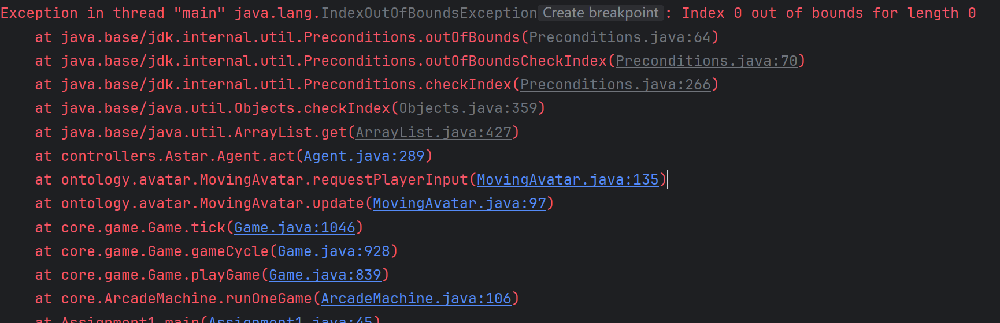 Exception in thread "main" java.lang.IndexOutOfBoundsException Create breakpoint : Index 0 out of bounds for length 0
at java.base/jdk.internal.util.Preconditions.outOfBounds(Preconditions.java:64)
at java.base/jdk.internal.util.Preconditions.outOfBoundsCheckIndex(Preconditions.java:70)
at java.base/jdk.internal.util.Preconditions.checkIndex(Preconditions.java:266)
at java.base/java.util.Objects.checkIndex(Objects.java:359)
at java.base/java.util.ArrayList.get(ArrayList.java:427)
at controllers.Astar.Agent.act(Agent.java:289)
at ontology.avatar.MovingAvatar.requestPlayerInput(MovingAvatar.java:135)
at ontology.avatar.MovingAvatar.update(MovingAvatar.java:97)
at core.game.Game.tick(Game.java:1046)
at core.game.Game.gameCycle(Game.java:928)
at core.game.Game.playGame(Game.java:839)
at core.ArcadeMachine.runOneGame(ArcadeMachine.java:106)
at Assignment1.main(Assignment1.java:45)